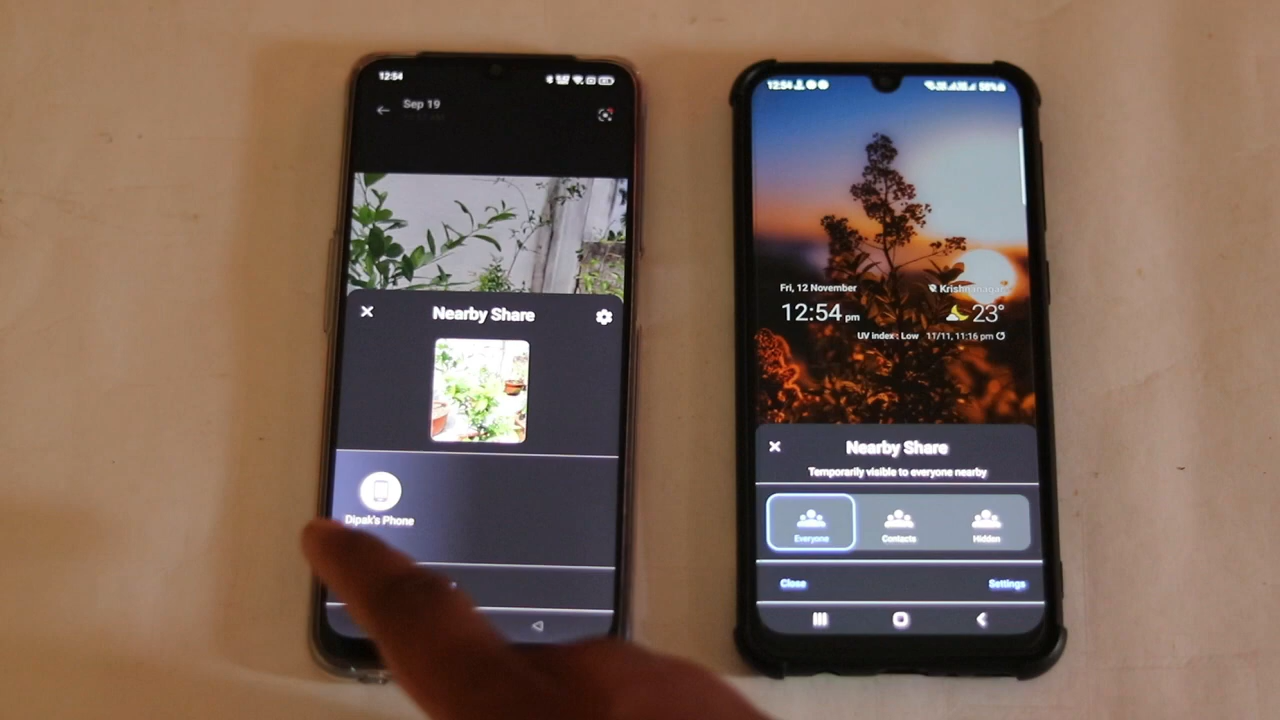 12:54
Sep 19
Nearby Share
Dipak's Phone
12:54
58%
Fri, 12 November
Krishnanagar
12:54 pm
23°
UV index : Low 11/11, 11:16 pm
Nearby Share
Temporarily visible to everyone nearby
Everyone
Contacts
Hidden
Close
Settings